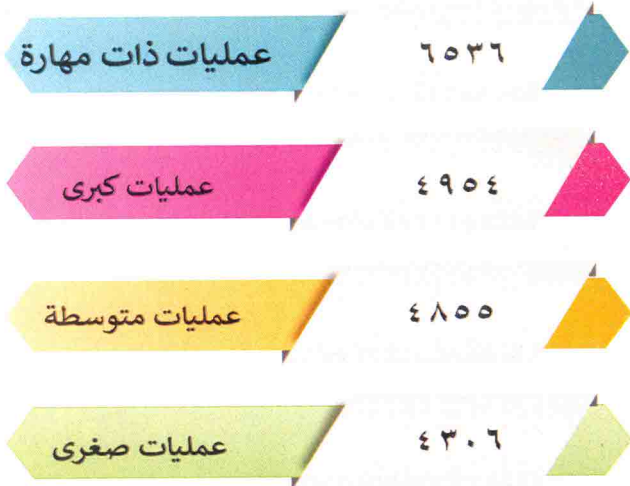 عمليات ذات مهارة ٦٥٣٦
عمليات كبرى ٤٩٥٤
عمليات متوسطة ٤٨٥٥
عمليات صغرى ٤٣٠٦